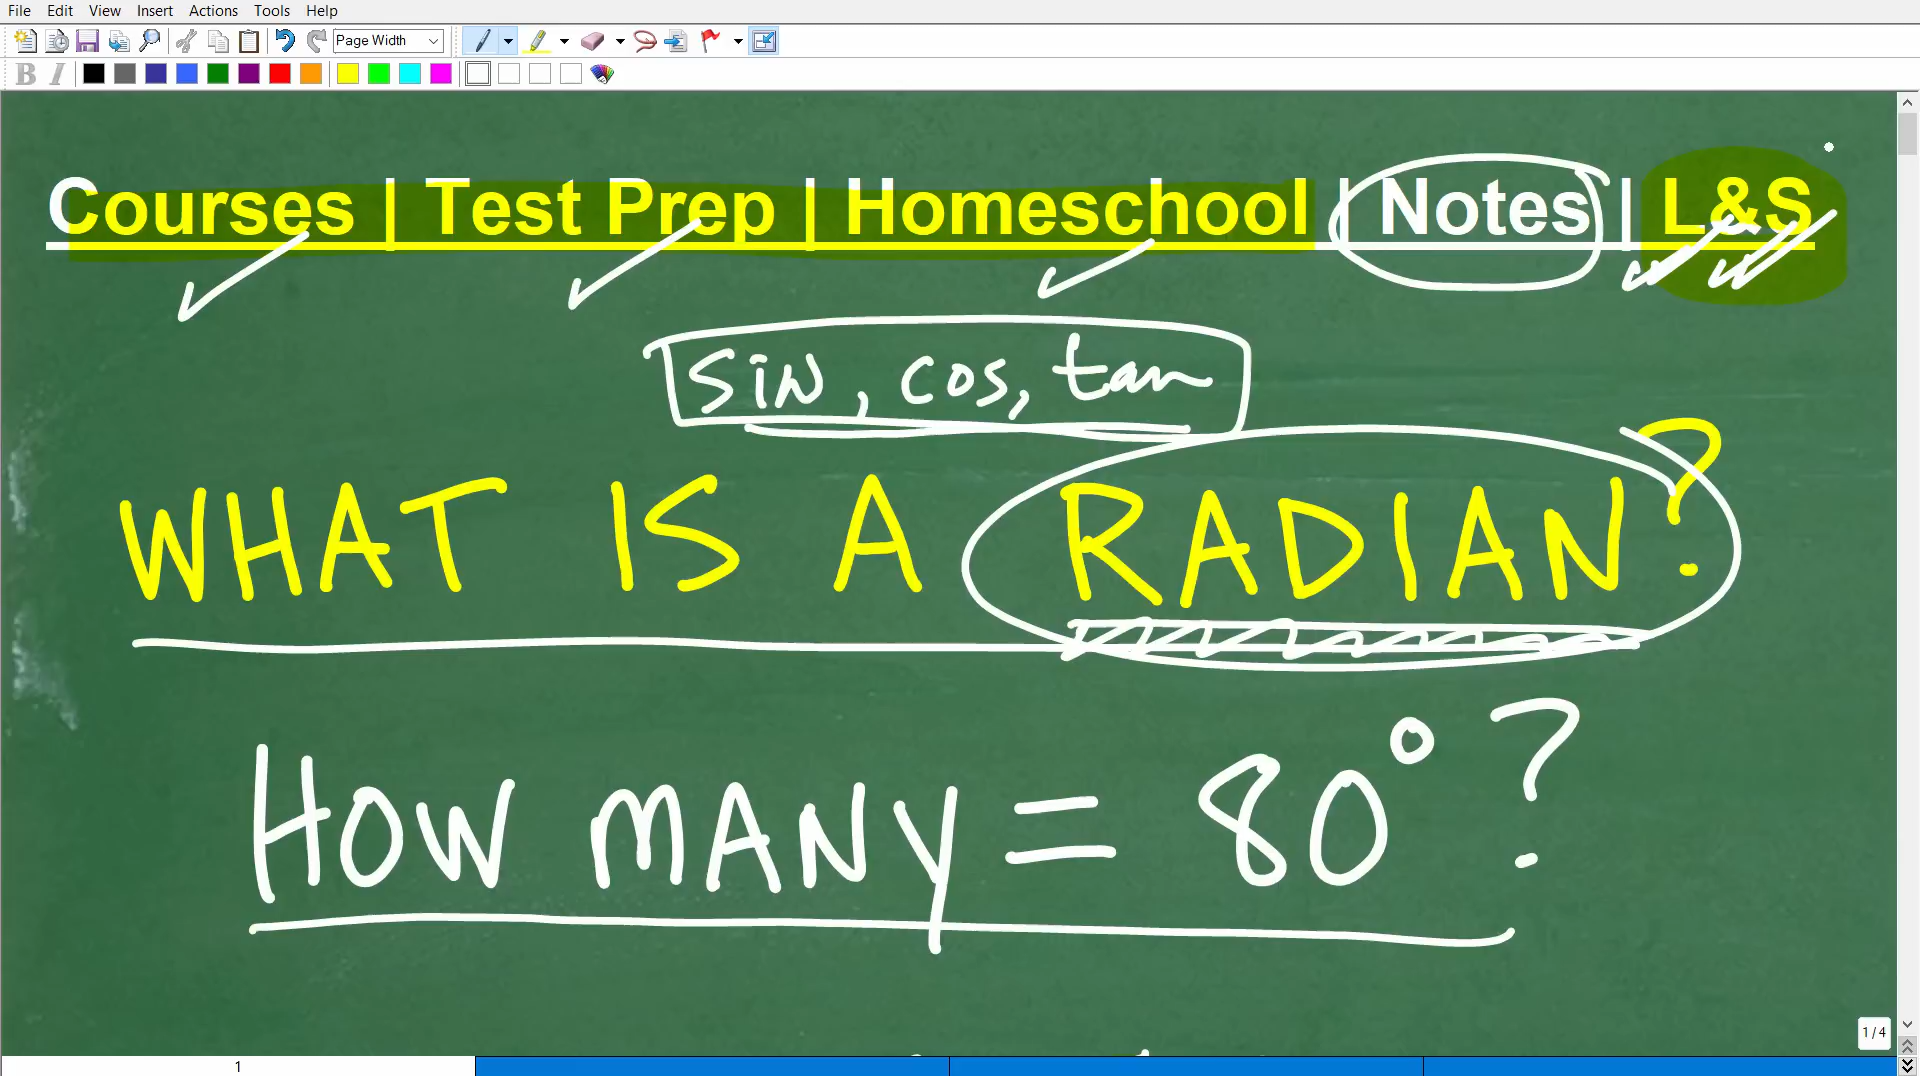 File Edit View Insert Actions Tools Help
Page Width
B I
Courses | Test Prep | Homeschool | Notes | L&S
sin, cos, tan
WHAT IS A RADIAN?
HOW MANY = 80° ?
1 / 4
1